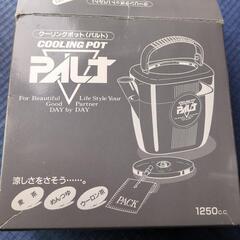 クーリングポット〈パルト〉
COOLING POT
PALT
For Beautiful Life Style Your
Good Partner
DAY by DAY
涼しさをさそう……。
麦茶
めんつゆ
ウーロン茶
PACK
1250c.c.